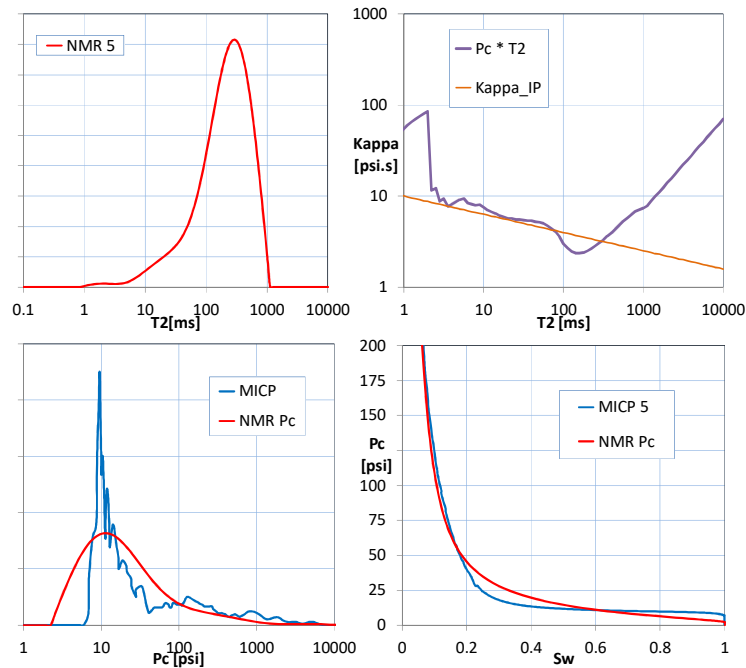 NMR 5
0.1 1 10 100 1000 10000
T2[ms]
10000
1000
100
10
1
Kappa
[psi.s]
Pc * T2
Kappa_IP
1 10 100 1000 10000
T2 [ms]
MICP
NMR Pc
1 10 100 1000 10000
Pc [psi]
200
175
150
125
100
75
50
25
0
Pc
[psi]
MICP 5
NMR Pc
0 0.2 0.4 0.6 0.8 1
Sw